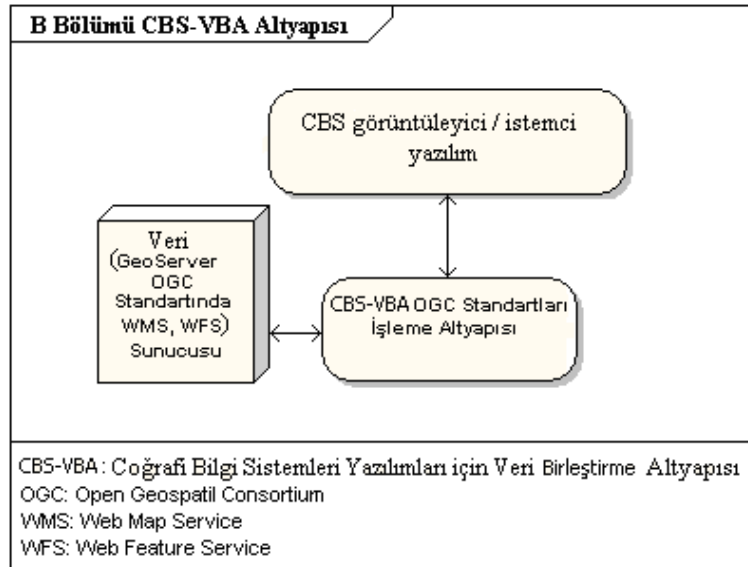 B Bölümü CBS-VBA Altyapısı
CBS görüntüleyici / istemci
yazılım
Veri
(GeoServer
OGC
Standartında
WMS, WFS)
Sunucusu
CBS-VBA OGC Standartları
İşleme Altyapısı
CBS-VBA: Coğrafi Bilgi Sistemleri Yazılımları için Veri Birleştirme Altyapısı
OGC: Open Geospatil Consortium
WMS: Web Map Service
WFS: Web Feature Service